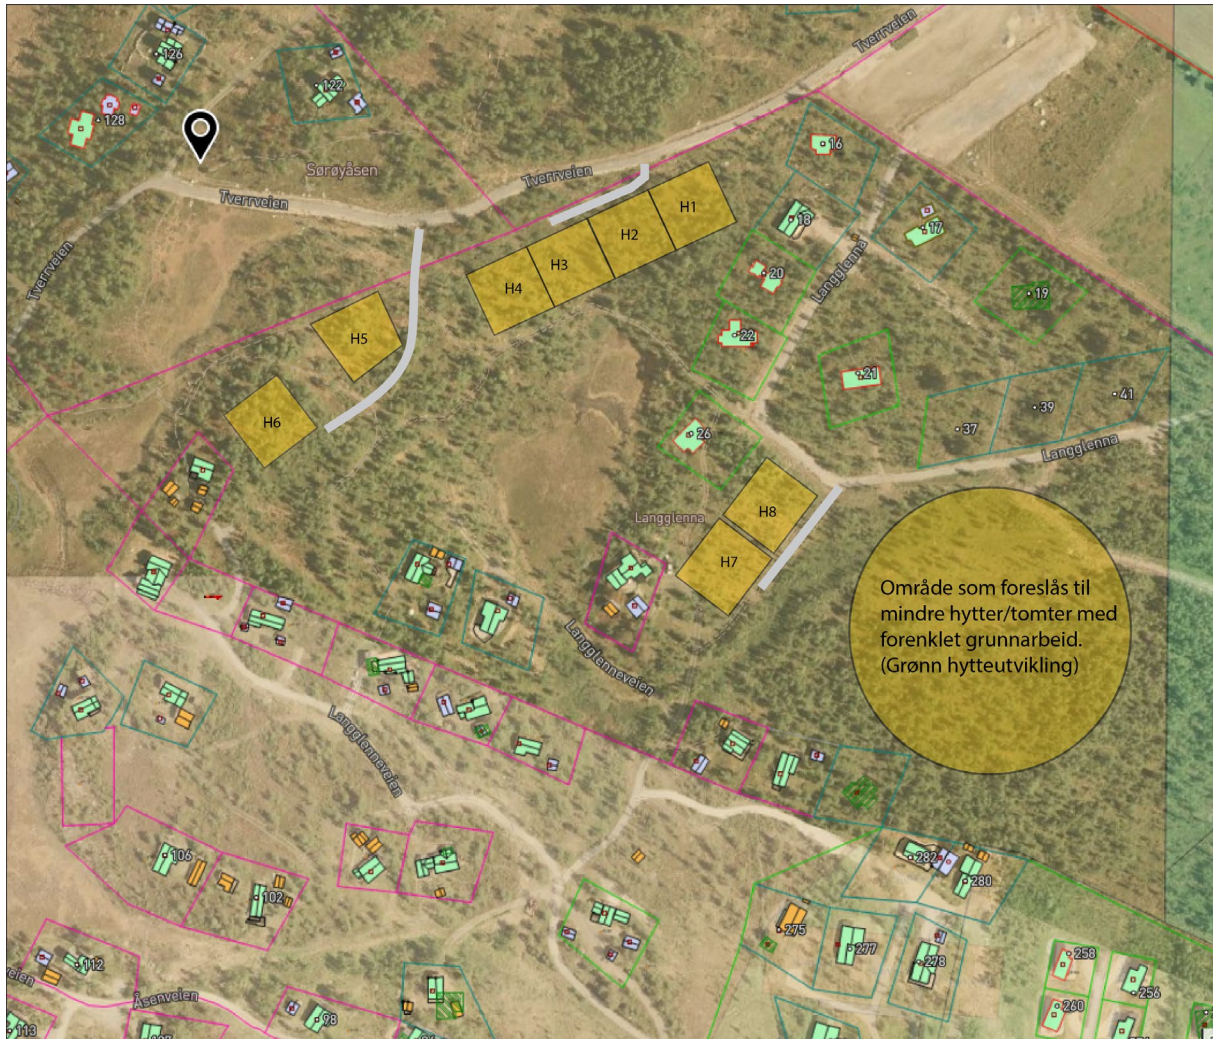 Tverrveien
126
122
128
16
Sørøyåsen
Tverrveien
Tverrveien
H1
18
17
H2
Tverrveien
H3
20
Langglenna
H4
19
22
H5
21
41
39
H6
37
26
Langglenna
H8
Langglenna
H7
Område som foreslås til
mindre hytter/tomter med
forenklet grunnarbeid.
(Grønn hytteutvikling)
Langglenneveien
Langglenneveien
106
282
280
102
275
277
258
112
278
256
Åsenveien
260
98
113